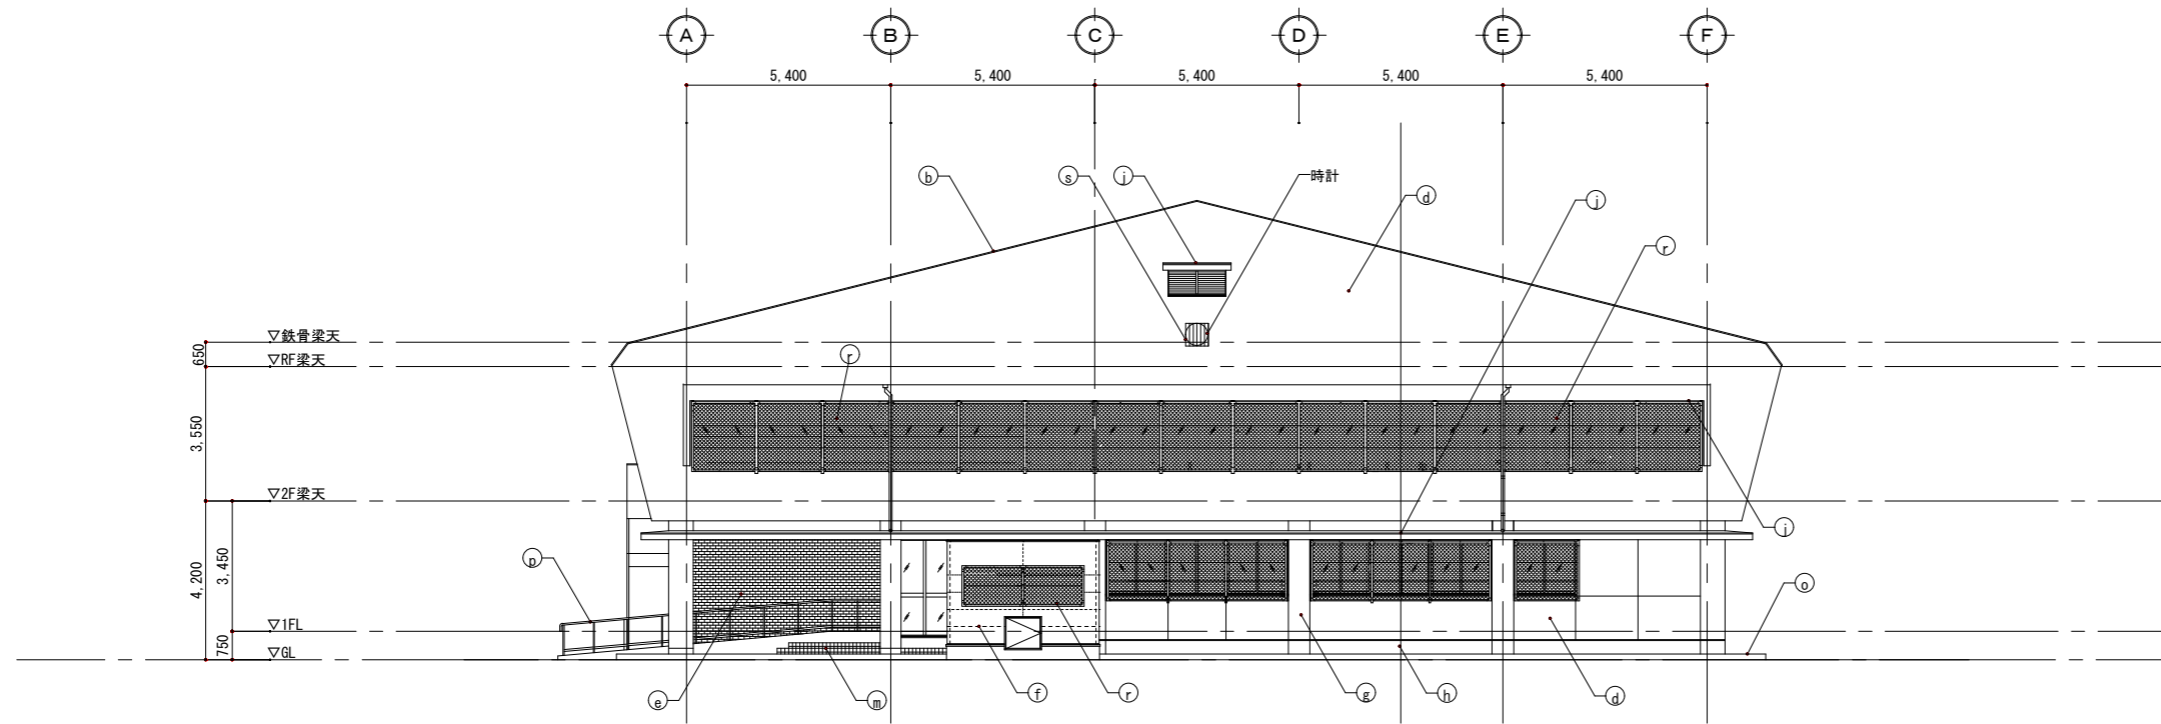 A B C D E F
5,400 5,400 5,400 5,400 5,400
b s j 時計 d j r
▽鉄骨梁天
650
▽RF梁天
r
3,550
▽2F梁天
j
p
4,200 3,450
o
▽1FL
750
▽GL
e m f r g h d